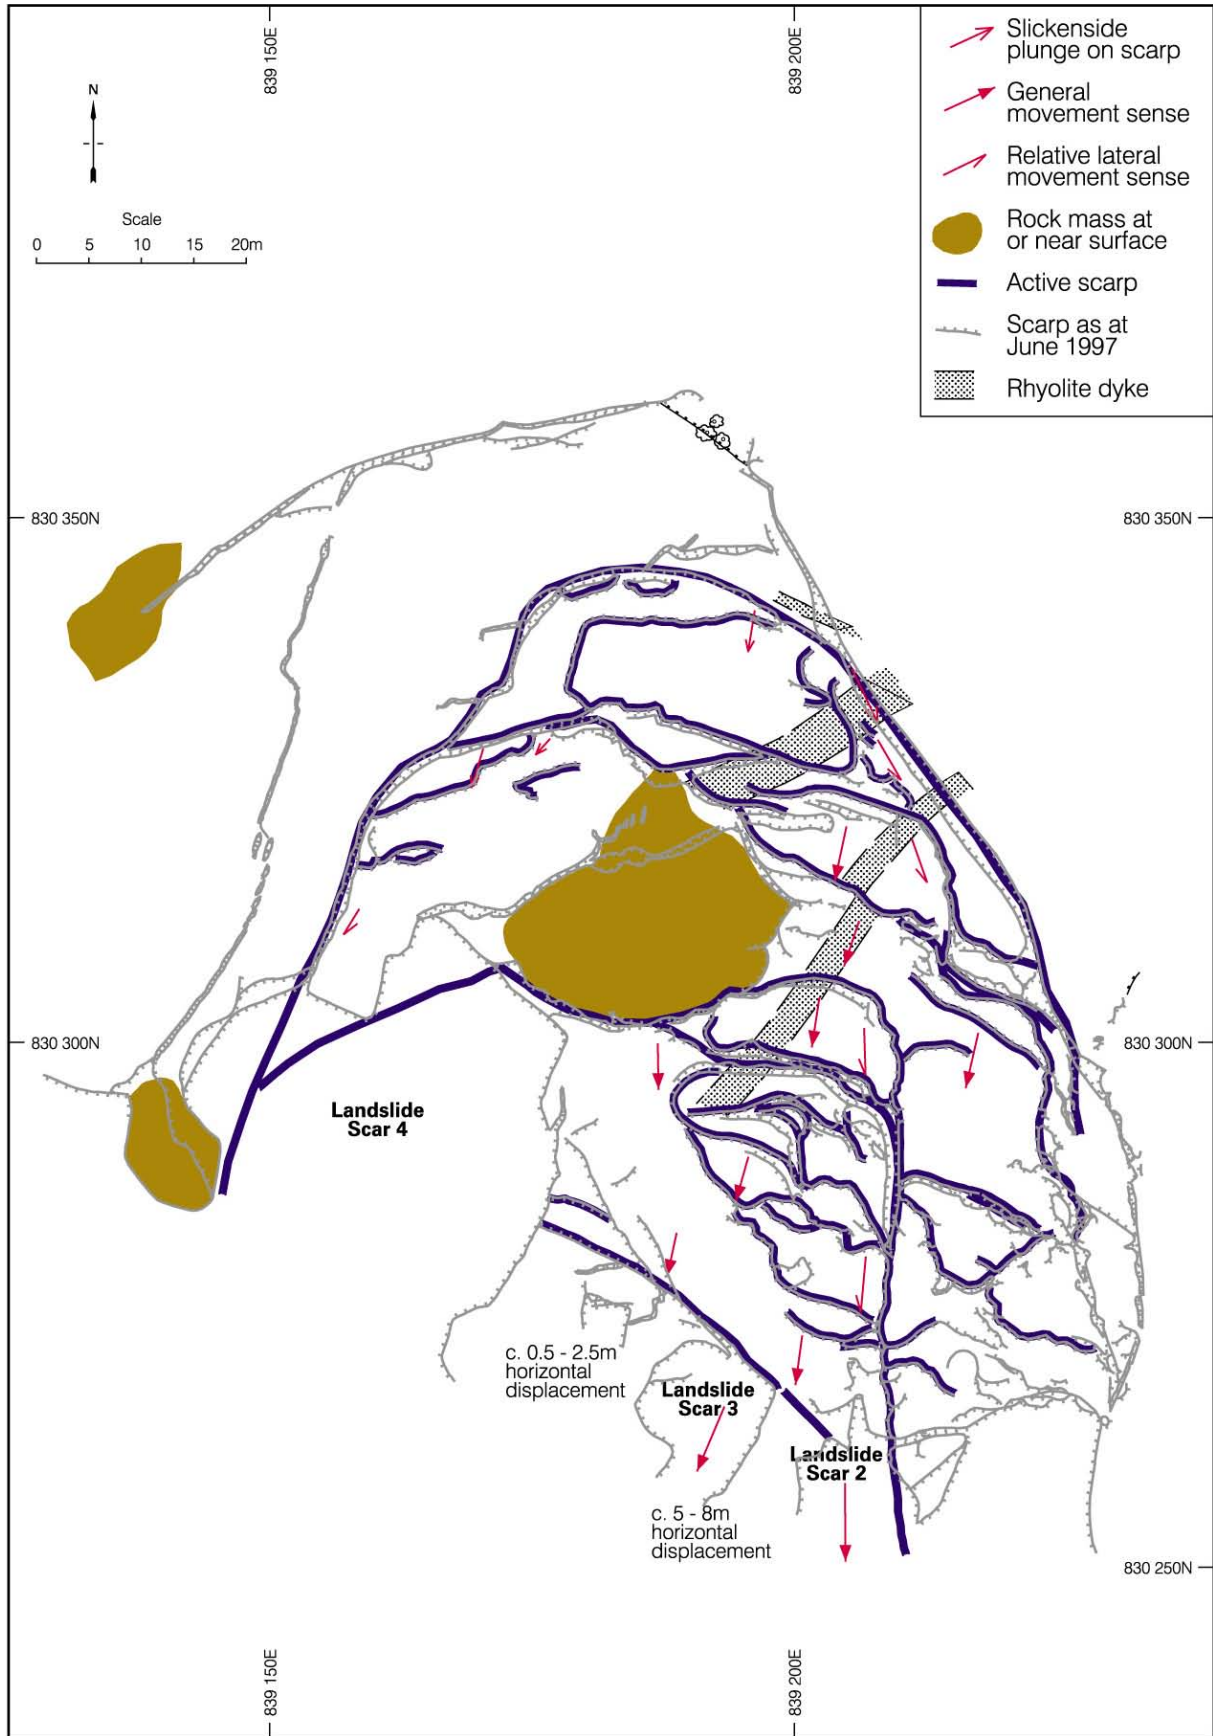 839 150E
839 200E
Slickenside
plunge on scarp
General
movement sense
Relative lateral
movement sense
Rock mass at
or near surface
Active scarp
Scarp as at
June 1997
Rhyolite dyke
N
Scale
0 5 10 15 20m
830 350N
830 350N
830 300N
830 300N
Landslide
Scar 4
c. 0.5 - 2.5m
horizontal
displacement
Landslide
Scar 3
Landslide
Scar 2
c. 5 - 8m
horizontal
displacement
830 250N
839 150E
839 200E